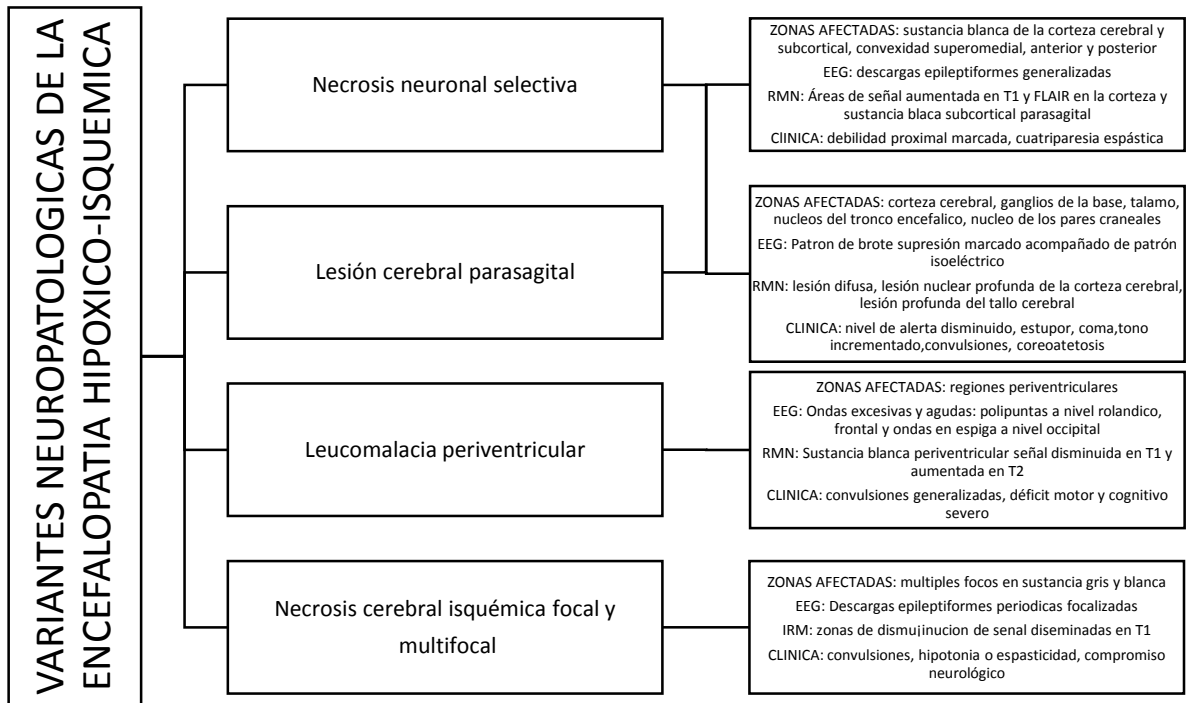 VARIANTES NEUROPATOLOGICAS DE LA
ENCEFALOPATIA HIPOXICO-ISQUEMICA
Necrosis neuronal selectiva
ZONAS AFECTADAS: sustancia blanca de la corteza cerebral y
subcortical, convexidad superomedial, anterior y posterior
EEG: descargas epileptiformes generalizadas
RMN: Áreas de señal aumentada en T1 y FLAIR en la corteza y
sustancia blaca subcortical parasagital
ClINICA: debilidad proximal marcada, cuatriparesia espástica
Lesión cerebral parasagital
ZONAS AFECTADAS: corteza cerebral, ganglios de la base, talamo,
nucleos del tronco encefalico, nucleo de los pares craneales
EEG: Patron de brote supresión marcado acompañado de patrón
isoeléctrico
RMN: lesión difusa, lesión nuclear profunda de la corteza cerebral,
lesión profunda del tallo cerebral
CLINICA: nivel de alerta disminuido, estupor, coma,tono
incrementado,convulsiones, coreoatetosis
Leucomalacia periventricular
ZONAS AFECTADAS: regiones periventriculares
EEG: Ondas excesivas y agudas: polipuntas a nivel rolandico,
frontal y ondas en espiga a nivel occipital
RMN: Sustancia blanca periventricular señal disminuida en T1 y
aumentada en T2
CLINICA: convulsiones generalizadas, déficit motor y cognitivo
severo
Necrosis cerebral isquémica focal y
multifocal
ZONAS AFECTADAS: multiples focos en sustancia gris y blanca
EEG: Descargas epileptiformes periodicas focalizadas
IRM: zonas de dismu¡inucion de senal diseminadas en T1
CLINICA: convulsiones, hipotonia o espasticidad, compromiso
neurológico